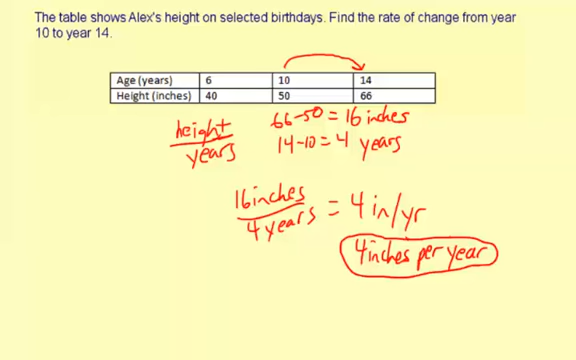 The table shows Alex's height on selected birthdays. Find the rate of change from year
10 to year 14.
Age (years) 6 10 14
Height (inches) 40 50 66
height
years
66-50=16 inches
14-10=4 years
16 inches
4 years
= 4 in/yr
4 inches per year